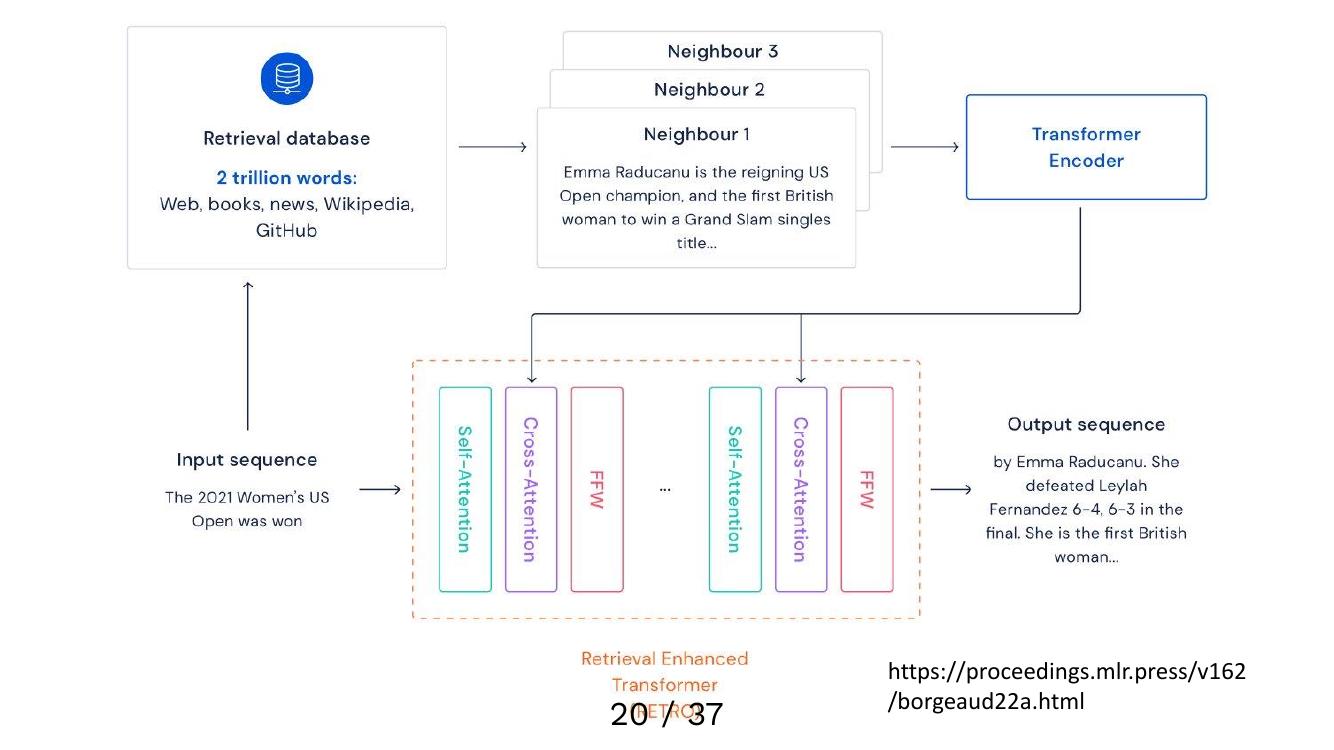 Retrieval database
2 trillion words:
Web, books, news, Wikipedia,
GitHub
Neighbour 3
Neighbour 2
Neighbour 1
Emma Raducanu is the reigning US
Open champion, and the first British
woman to win a Grand Slam singles
title...
Transformer
Encoder
Input sequence
The 2021 Women's US
Open was won
Self-Attention
Cross-Attention
FFW
...
Self-Attention
Cross-Attention
FFW
Output sequence
by Emma Raducanu. She
defeated Leylah
Fernandez 6-4, 6-3 in the
final. She is the first British
woman...
Retrieval Enhanced
Transformer
(RETRO)
20 / 37
https://proceedings.mlr.press/v162
/borgeaud22a.html